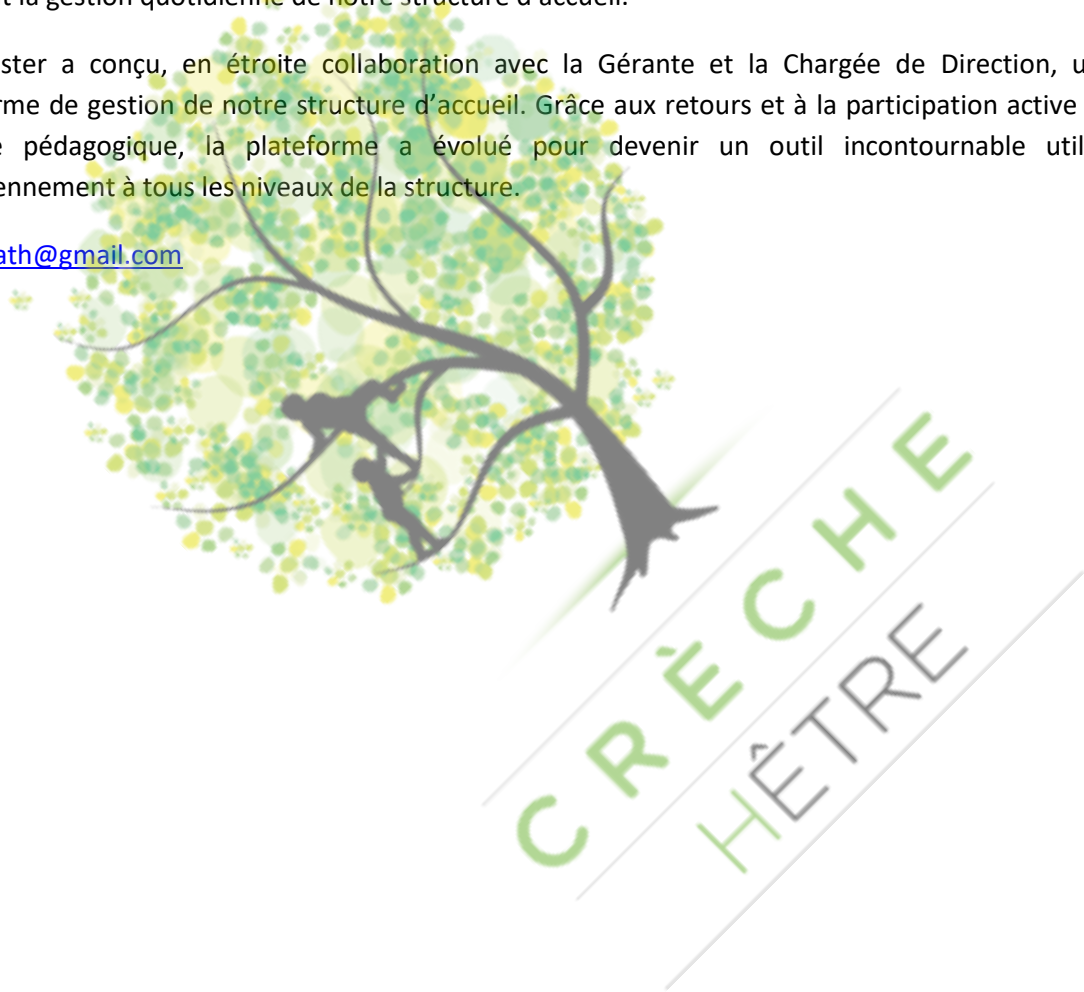 t la gestion quotidienne de notre structure d'accueil.
ster a conçu, en étroite collaboration avec la Gérante et la Chargée de Direction, u
rme de gestion de notre structure d'accueil. Grâce aux retours et à la participation active
e pédagogique, la plateforme a évolué pour devenir un outil incontournable util
ennement à tous les niveaux de la structure.
ath@gmail.com
CRÈCHE
HÊTRE